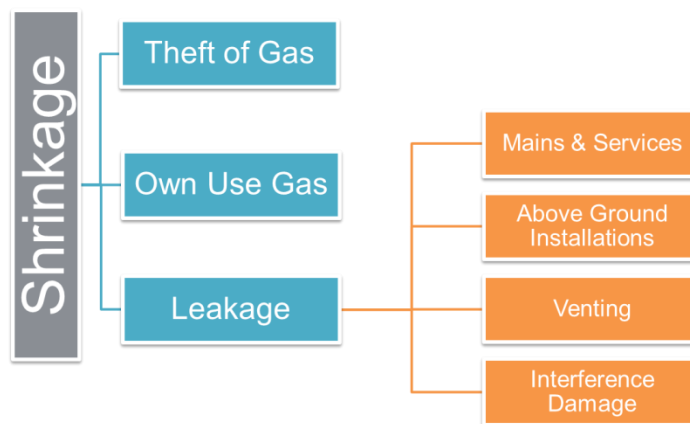 Shrinkage
Theft of Gas
Own Use Gas
Leakage
Mains & Services
Above Ground
Installations
Venting
Interference
Damage